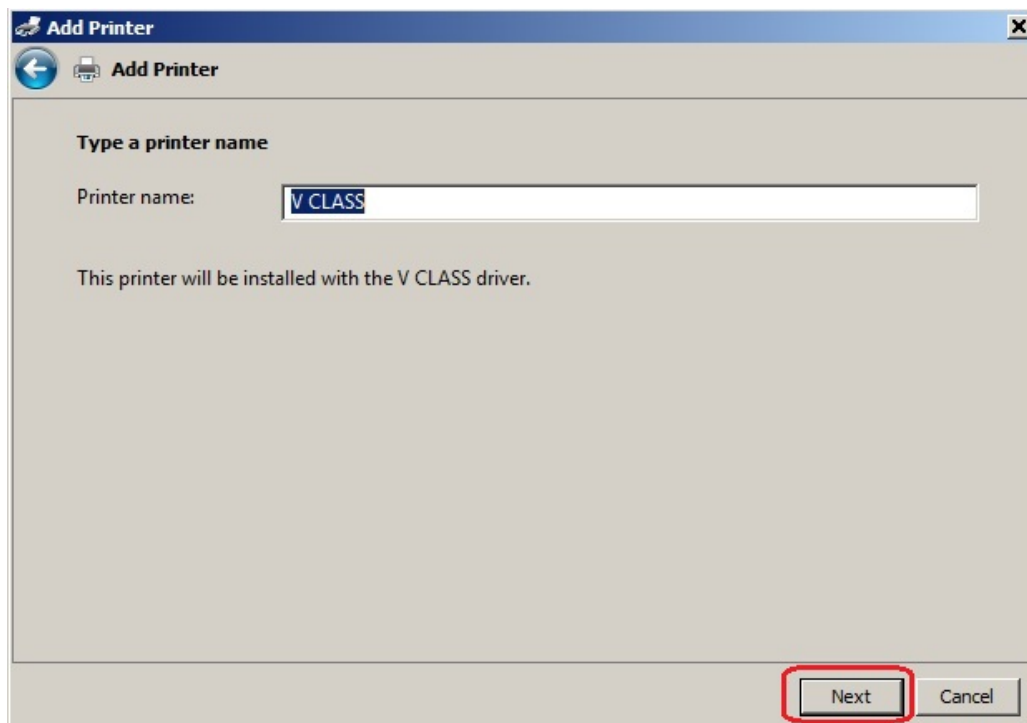 Add Printer
Add Printer
Type a printer name
Printer name: V CLASS
This printer will be installed with the V CLASS driver.
Next Cancel